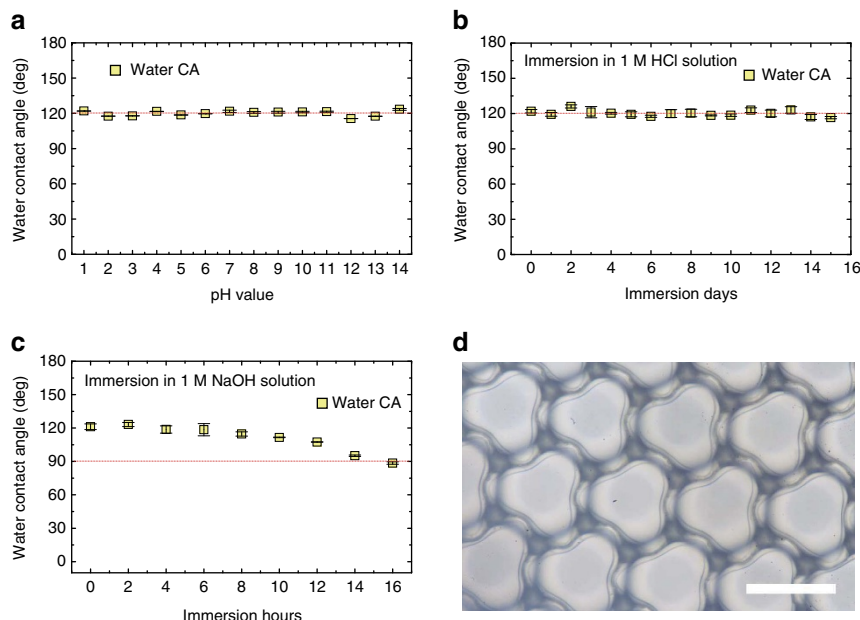 a
180
150
120
90
60
30
0
Water contact angle (deg)
Water CA
1 2 3 4 5 6 7 8 9 10 11 12 13 14
pH value
b
180
150
120
90
60
30
0
Water contact angle (deg)
Immersion in 1 M HCl solution
Water CA
0 2 4 6 8 10 12 14 16
Immersion days
c
180
150
120
90
60
30
0
Water contact angle (deg)
Immersion in 1 M NaOH solution
Water CA
0 2 4 6 8 10 12 14 16
Immersion hours
d